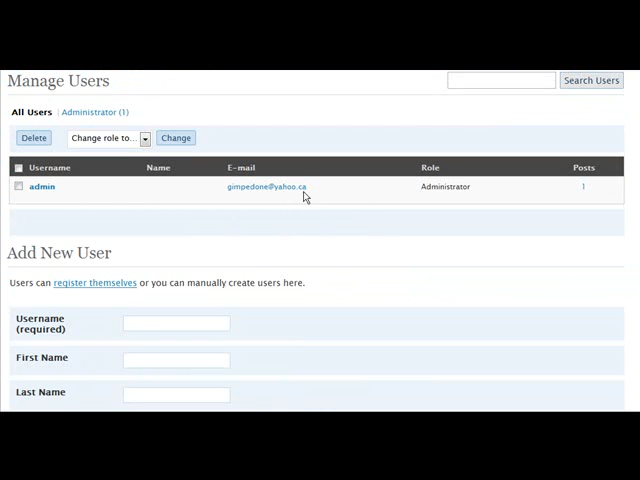 Manage Users
Search Users
All Users | Administrator (1)
Delete Change role to... Change
Username Name E-mail Role Posts
admin gimpedone@yahoo.ca Administrator 1
Add New User
Users can register themselves or you can manually create users here.
Username
(required)
First Name
Last Name